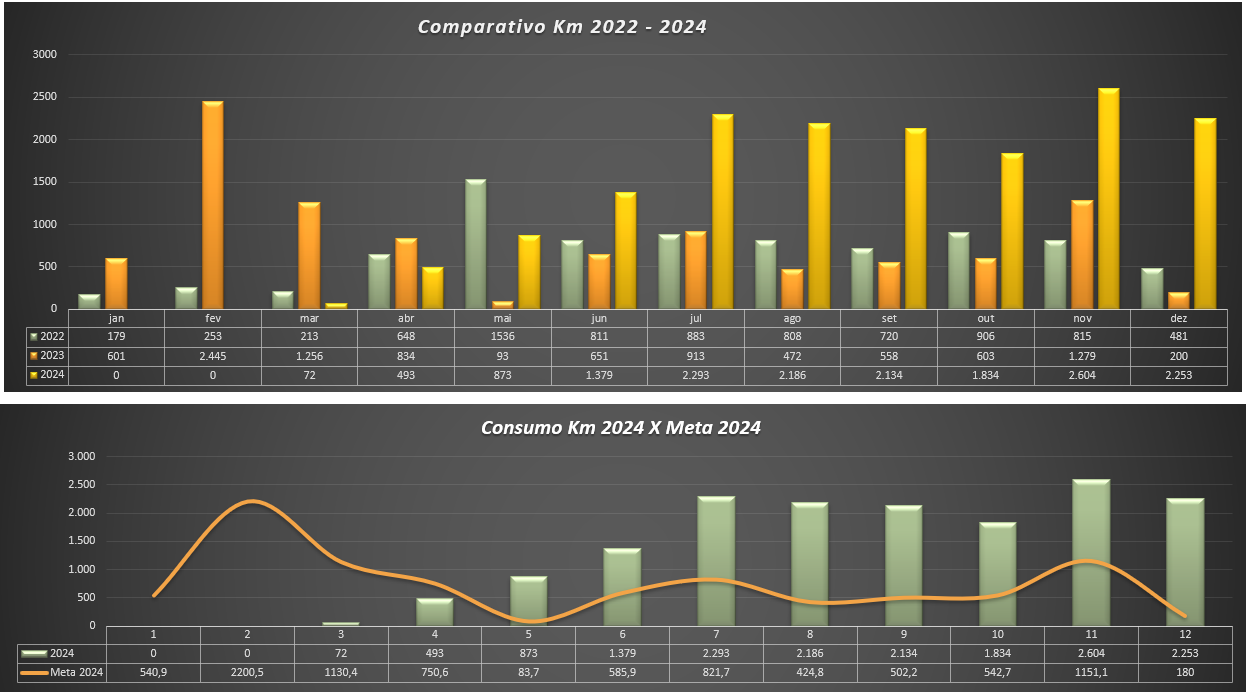 Comparativo Km 2022 - 2024
3000
2500
2000
1500
1000
500
0
jan fev mar abr mai jun jul ago set out nov dez
2022 179 253 213 648 1536 811 883 808 720 906 815 481
2023 601 2.445 1.256 834 93 651 913 472 558 603 1.279 200
2024 0 0 72 493 873 1.379 2.293 2.186 2.134 1.834 2.604 2.253
Consumo Km 2024 X Meta 2024
3.000
2.500
2.000
1.500
1.000
500
0
1 2 3 4 5 6 7 8 9 10 11 12
2024 0 0 72 493 873 1.379 2.293 2.186 2.134 1.834 2.604 2.253
Meta 2024 540,9 2200,5 1130,4 750,6 83,7 585,9 821,7 424,8 502,2 542,7 1151,1 180